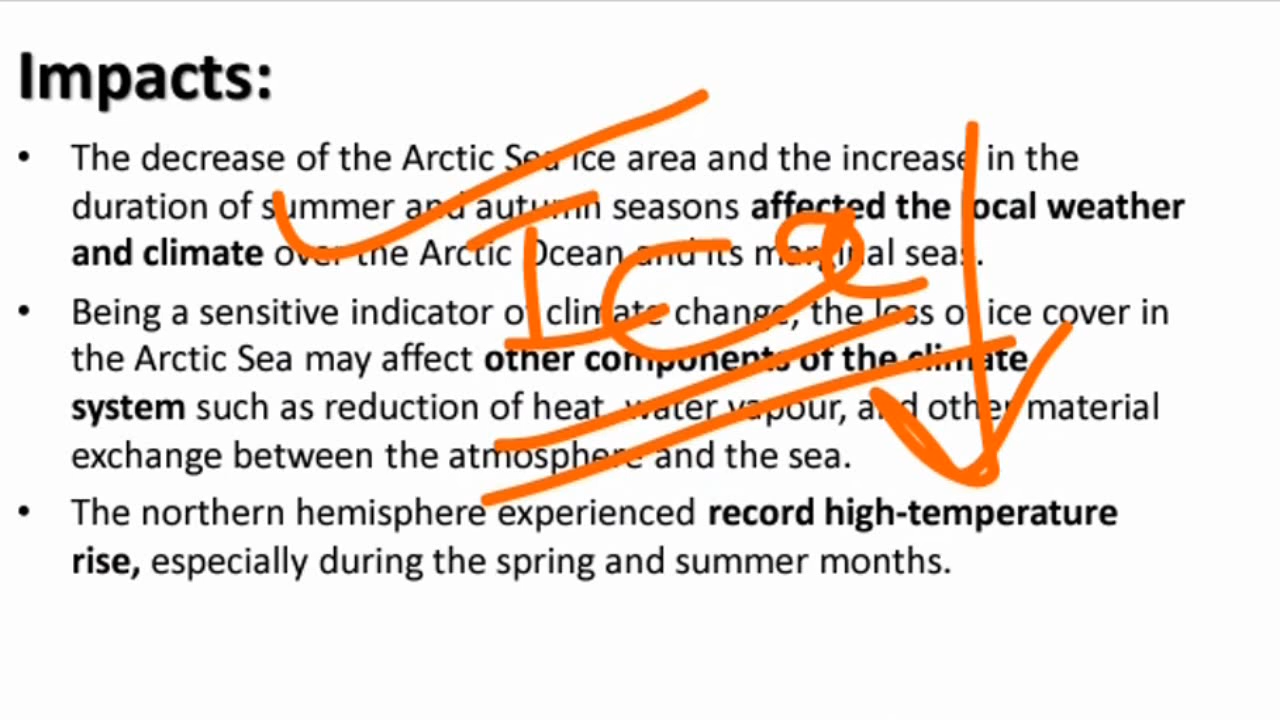 Impacts:
• The decrease of the Arctic Sea ice area and the increase in the
duration of summer and autumn seasons affected the local weather
and climate over the Arctic Ocean and its marginal seas.
• Being a sensitive indicator of climate change, the loss of ice cover in
the Arctic Sea may affect other components of the climate
system such as reduction of heat, water vapour, and other material
exchange between the atmosphere and the sea.
• The northern hemisphere experienced record high-temperature
rise, especially during the spring and summer months.
Ice